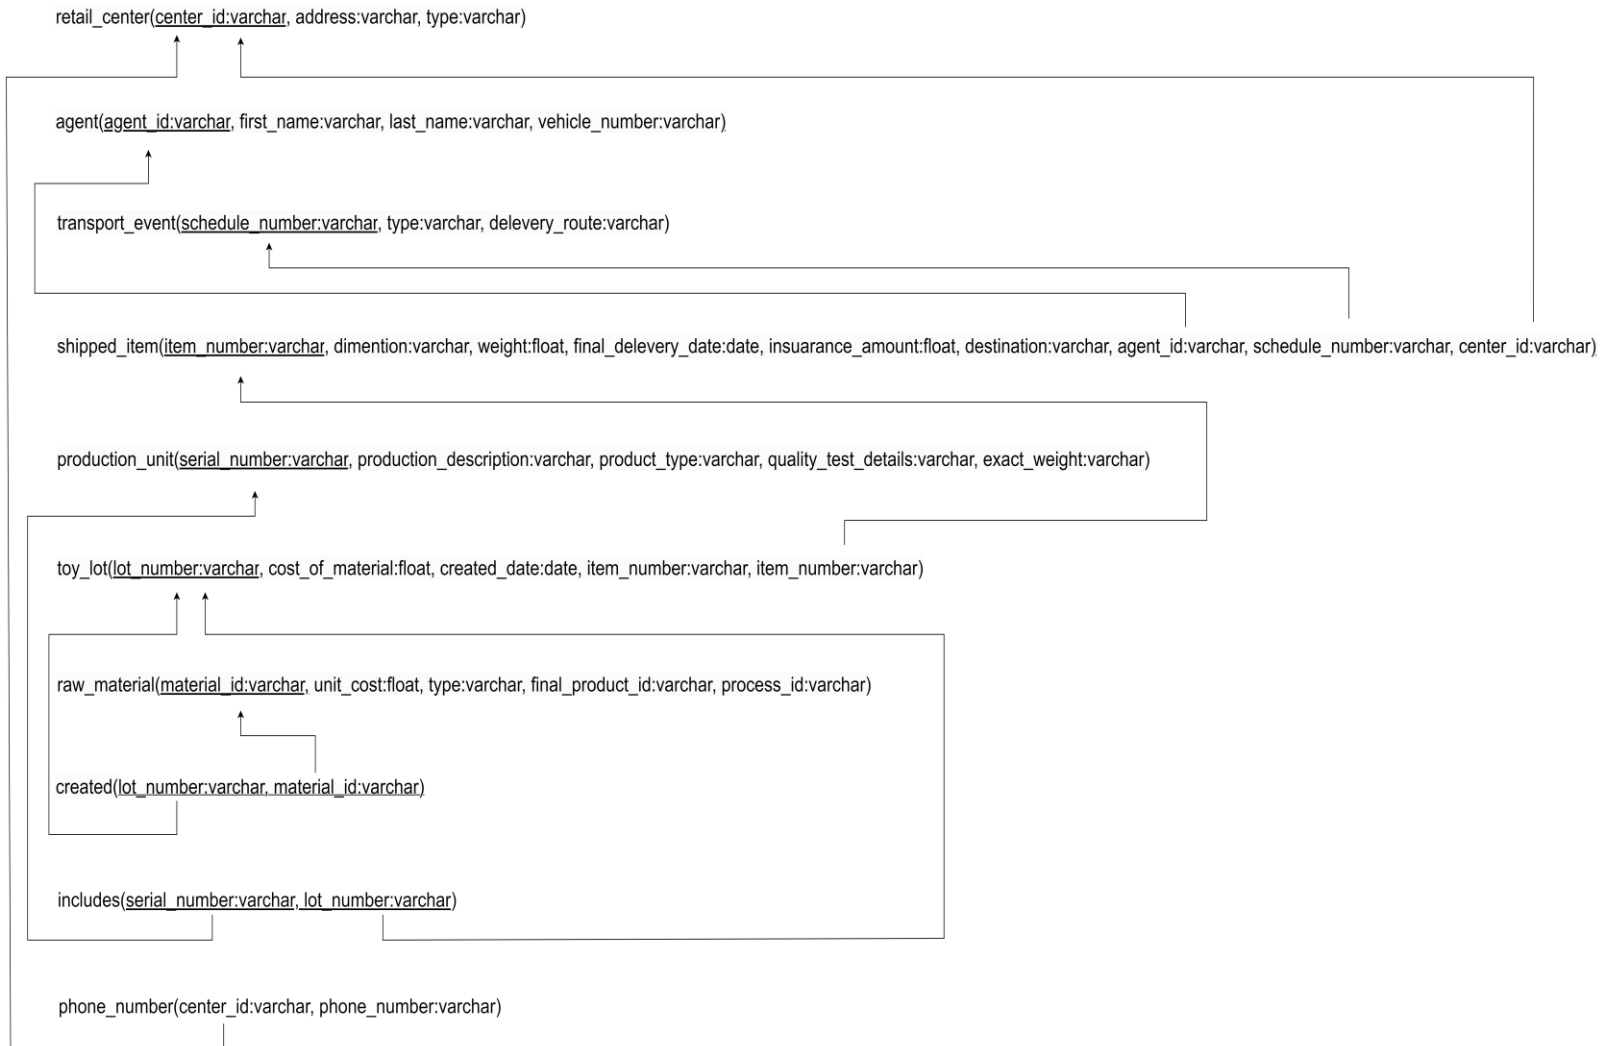 retail_center(center_id:varchar, address:varchar, type:varchar)
agent(agent_id:varchar, first_name:varchar, last_name:varchar, vehicle_number:varchar)
transport_event(schedule_number:varchar, type:varchar, delevery_route:varchar)
shipped_item(item_number:varchar, dimention:varchar, weight:float, final_delevery_date:date, insuarance_amount:float, destination:varchar, agent_id:varchar, schedule_number:varchar, center_id:varchar)
production_unit(serial_number:varchar, production_description:varchar, product_type:varchar, quality_test_details:varchar, exact_weight:varchar)
toy_lot(lot_number:varchar, cost_of_material:float, created_date:date, item_number:varchar, item_number:varchar)
raw_material(material_id:varchar, unit_cost:float, type:varchar, final_product_id:varchar, process_id:varchar)
created(lot_number:varchar, material_id:varchar)
includes(serial_number:varchar, lot_number:varchar)
phone_number(center_id:varchar, phone_number:varchar)